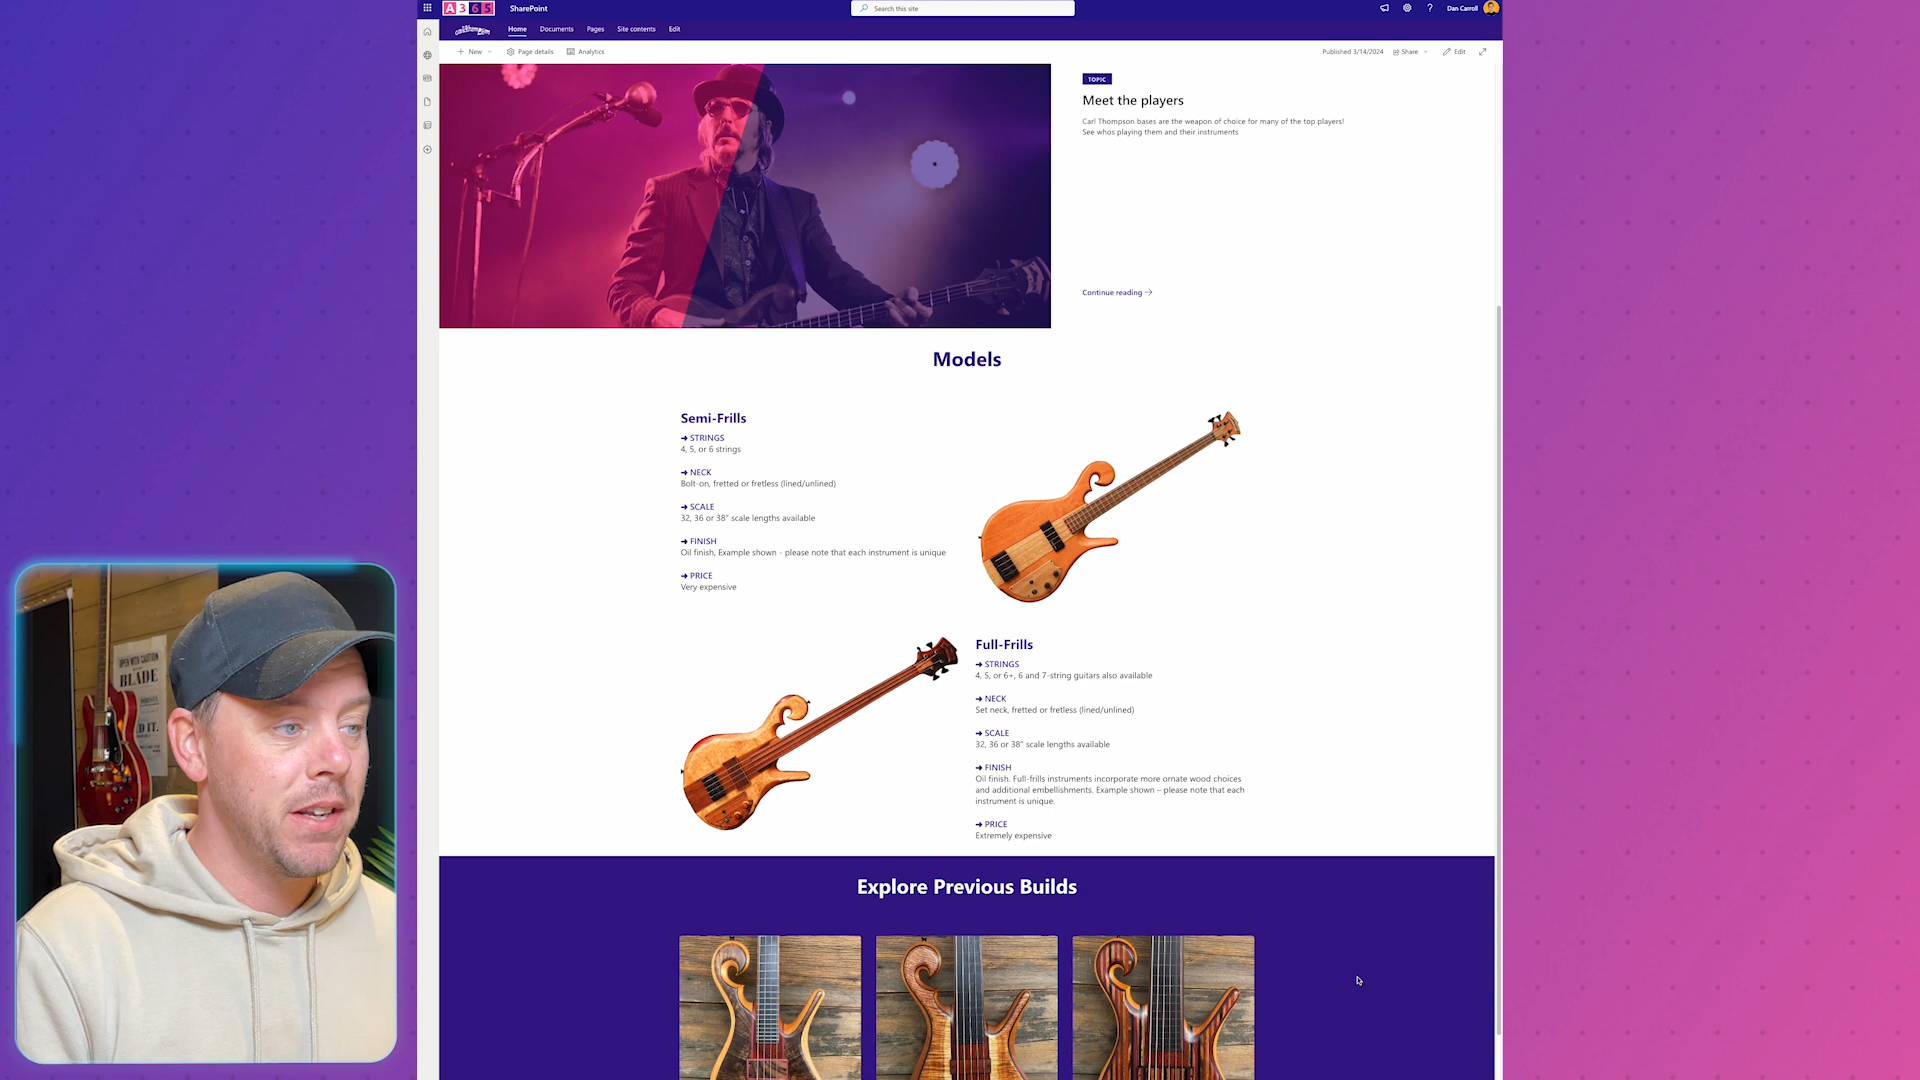 A365
SharePoint
Search this site
Dan Carroll
Home
Documents
Pages
Site contents
Edit
New
Page details
Analytics
Published 3/14/2024
Share
Edit
TOPIC
Meet the players
Carl Thompson bases are the weapon of choice for many of the top players!
See whos playing them and their instruments
Continue reading
Models
Semi-Frills
➜ STRINGS
4, 5, or 6 strings
➜ NECK
Bolt-on, fretted or fretless (lined/unlined)
➜ SCALE
32, 36 or 38" scale lengths available
➜ FINISH
Oil finish, Example shown - please note that each instrument is unique
➜ PRICE
Very expensive
Full-Frills
➜ STRINGS
4, 5, or 6+, 6 and 7-string guitars also available
➜ NECK
Set neck, fretted or fretless (lined/unlined)
➜ SCALE
32, 36 or 38" scale lengths available
➜ FINISH
Oil finish. Full-frills instruments incorporate more ornate wood choices
and additional embellishments. Example shown – please note that each
instrument is unique.
➜ PRICE
Extremely expensive
Explore Previous Builds
OPEN WITH CAUTION
BLADE